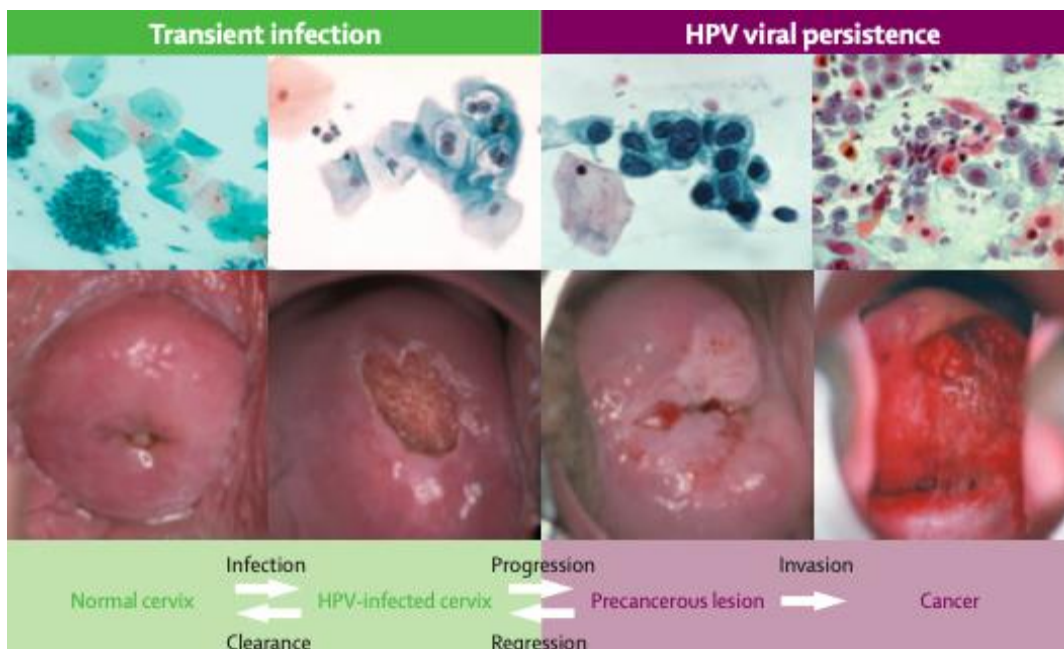 Transient infection
HPV viral persistence
Infection
Progression
Invasion
Normal cervix
HPV-infected cervix
Precancerous lesion
Cancer
Clearance
Regression